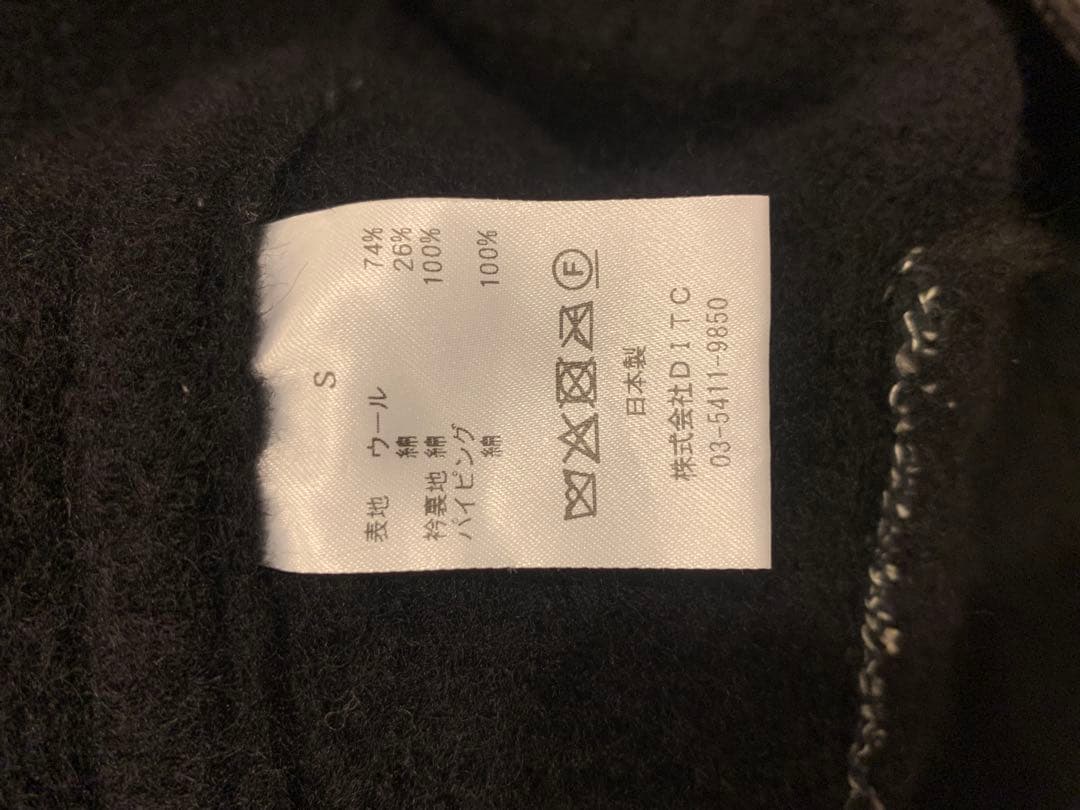 S
表地 ウール 74%
綿 26%
衿裏地 綿 100%
パイピング
綿 100%
F
日本製
株式会社DITC
03-5411-9850